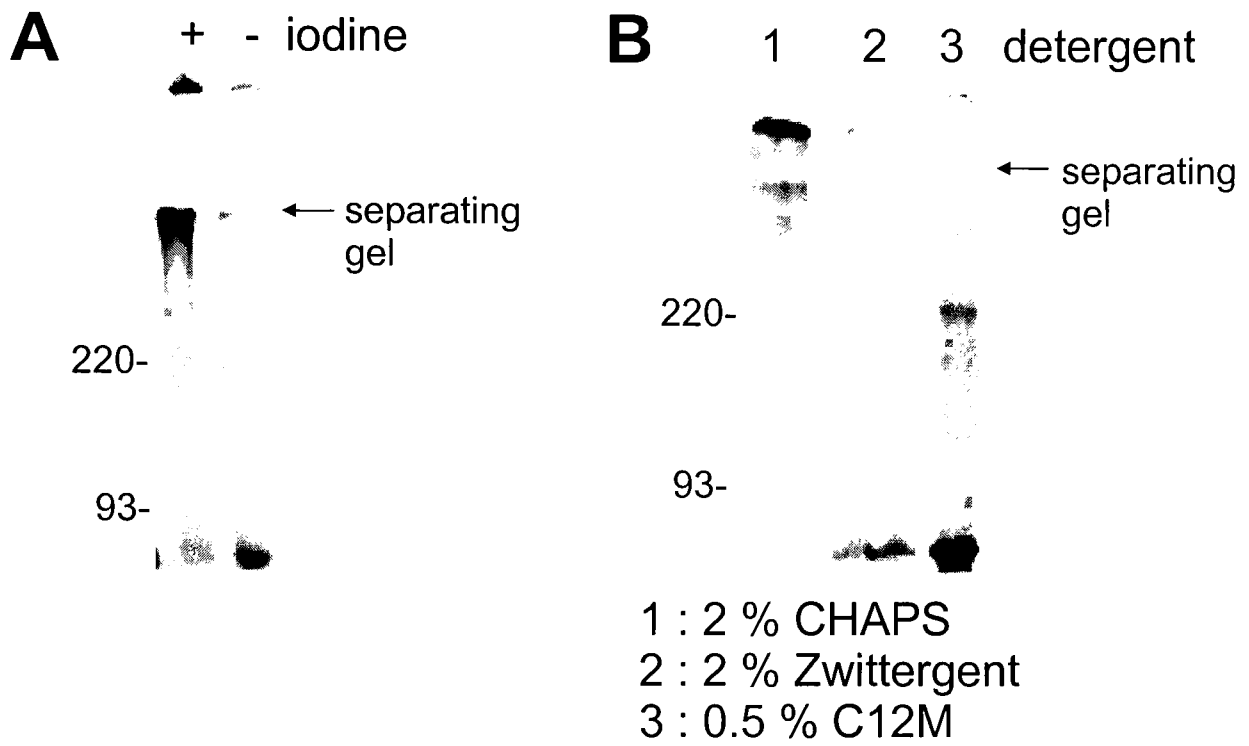 A + - iodine
separating
gel
220-
93-
B 1 2 3 detergent
separating
gel
220-
93-
1 : 2 % CHAPS
2 : 2 % Zwittergent
3 : 0.5 % C12M